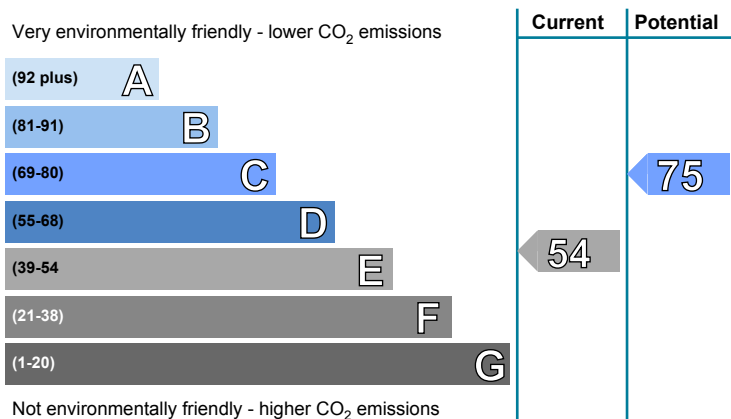 Very environmentally friendly - lower CO2 emissions
Current
Potential
(92 plus) A
(81-91) B
(69-80) C
75
(55-68) D
(39-54 E
54
(21-38) F
(1-20) G
Not environmentally friendly - higher CO2 emissions